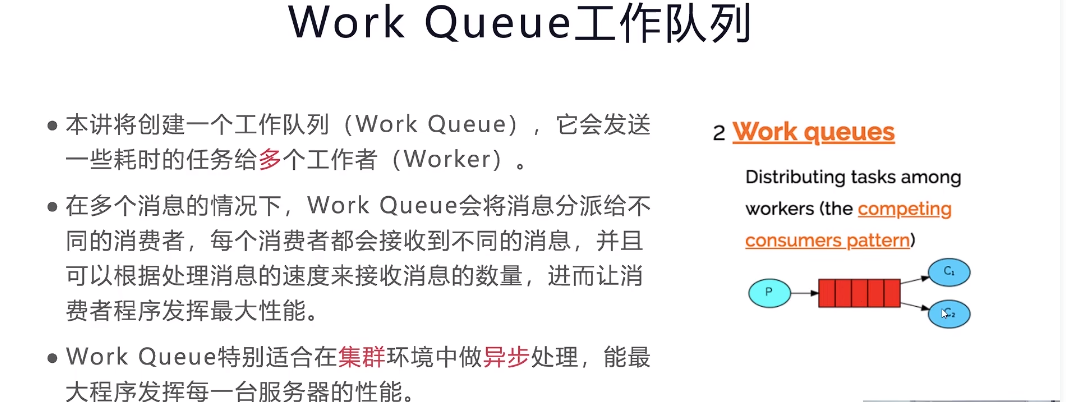 Work Queue工作队列
● 本讲将创建一个工作队列（Work Queue），它会发送
一些耗时的任务给多个工作者（Worker）。
● 在多个消息的情况下，Work Queue会将消息分派给不
同的消费者，每个消费者都会接收到不同的消息，并且
可以根据处理消息的速度来接收消息的数量，进而让消
费者程序发挥最大性能。
● Work Queue特别适合在集群环境中做异步处理，能最
大程序发挥每一台服务器的性能。
2 Work queues
Distributing tasks among
workers (the competing
consumers pattern)
P
C₁
C₂